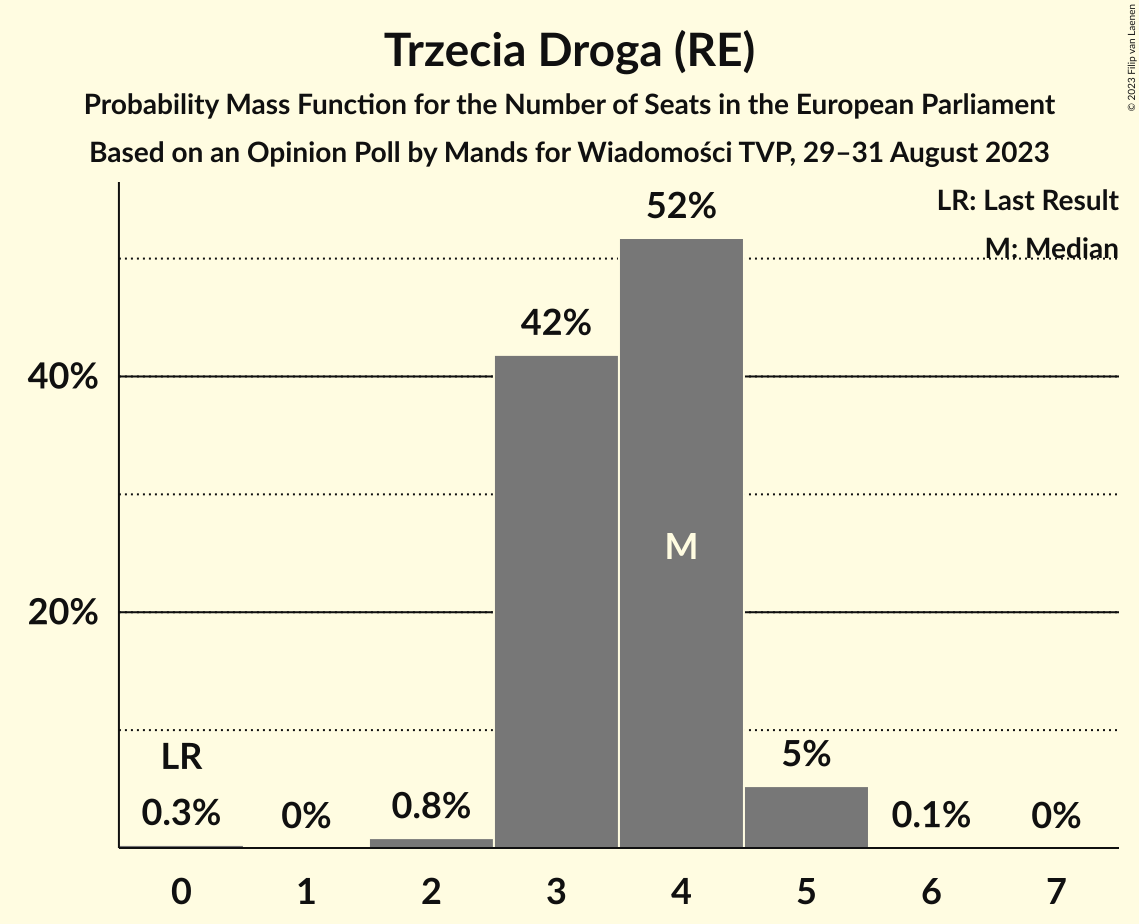 Trzecia Droga (RE)
Probability Mass Function for the Number of Seats in the European Parliament
Based on an Opinion Poll by Mands for Wiadomości TVP, 29–31 August 2023
© 2023 Filip van Laenen
LR: Last Result
M: Median
52%
42%
40%
M
20%
LR
5%
0.3%
0%
0.8%
0.1%
0%
0 1 2 3 4 5 6 7